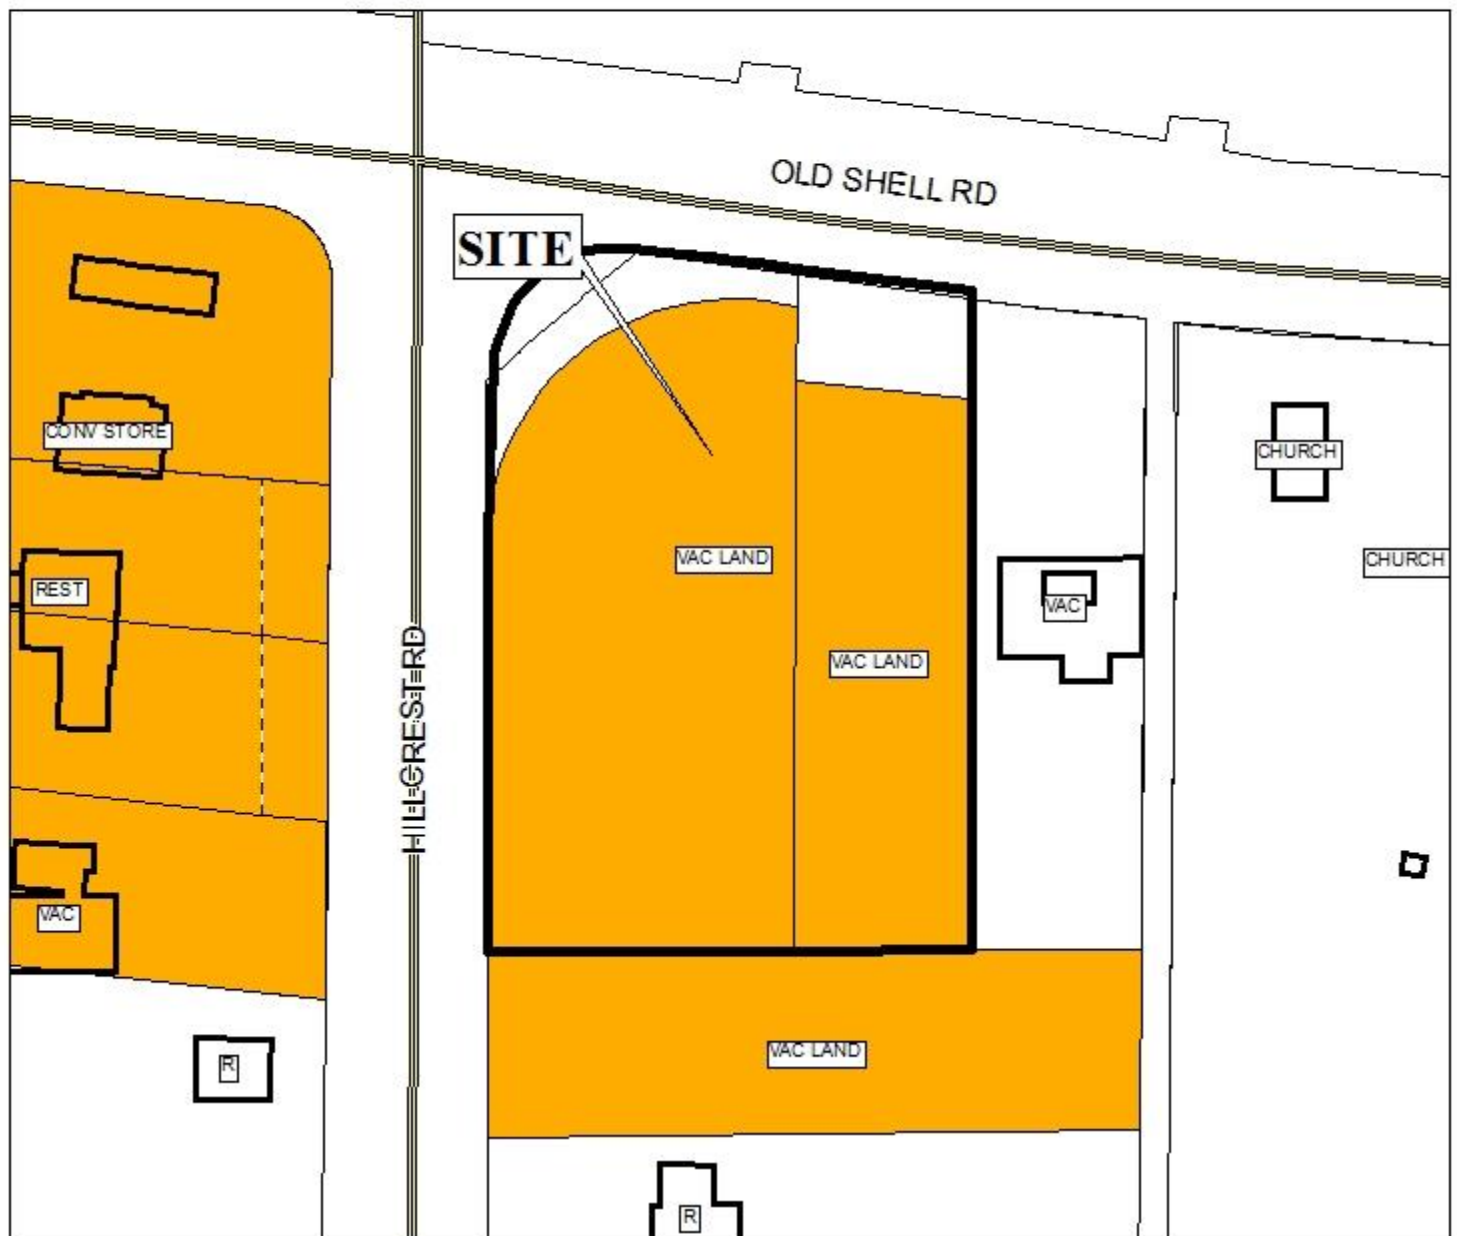 OLD SHELL RD
SITE
CONV STORE
CHURCH
VAC LAND
CHURCH
REST
VAC
HILLCREST RD
VAC LAND
VAC
VAC LAND
R
R